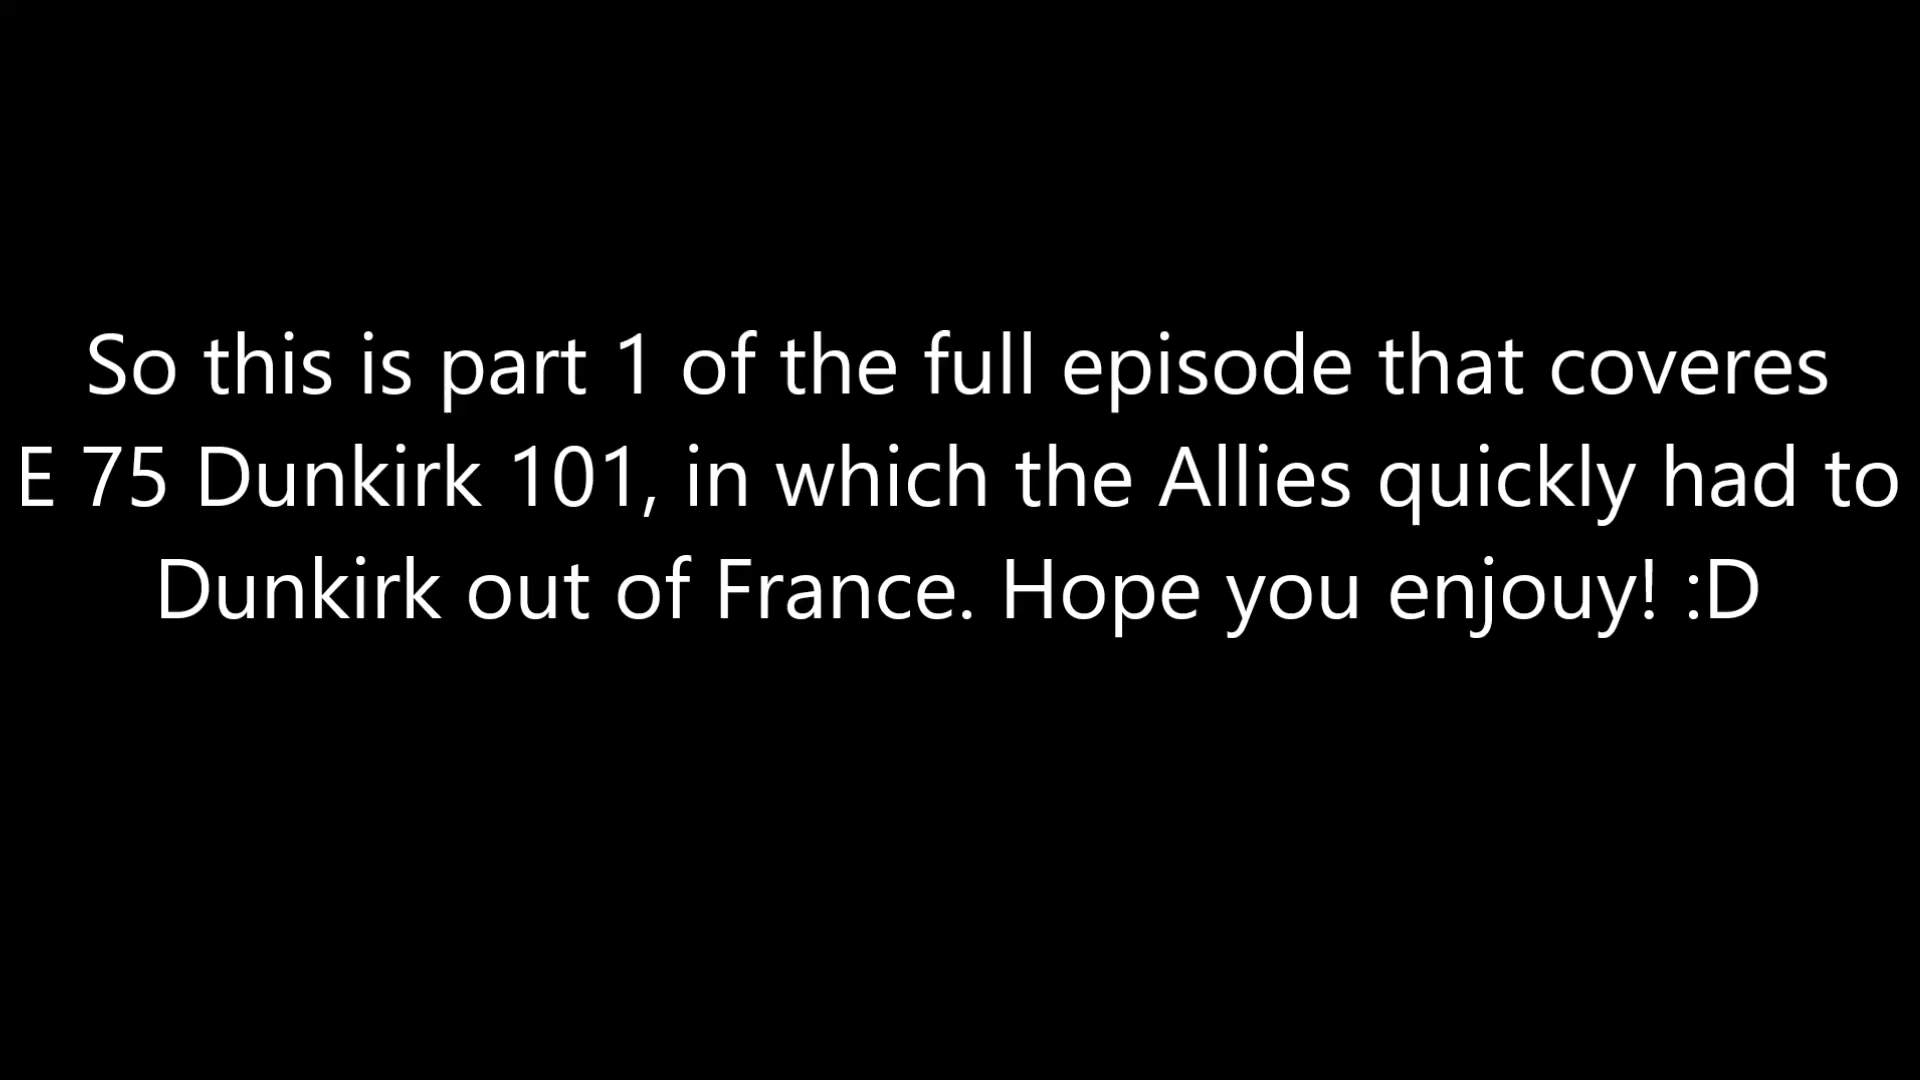 So this is part 1 of the full episode that coveres
E 75 Dunkirk 101, in which the Allies quickly had to
Dunkirk out of France. Hope you enjouy! :D